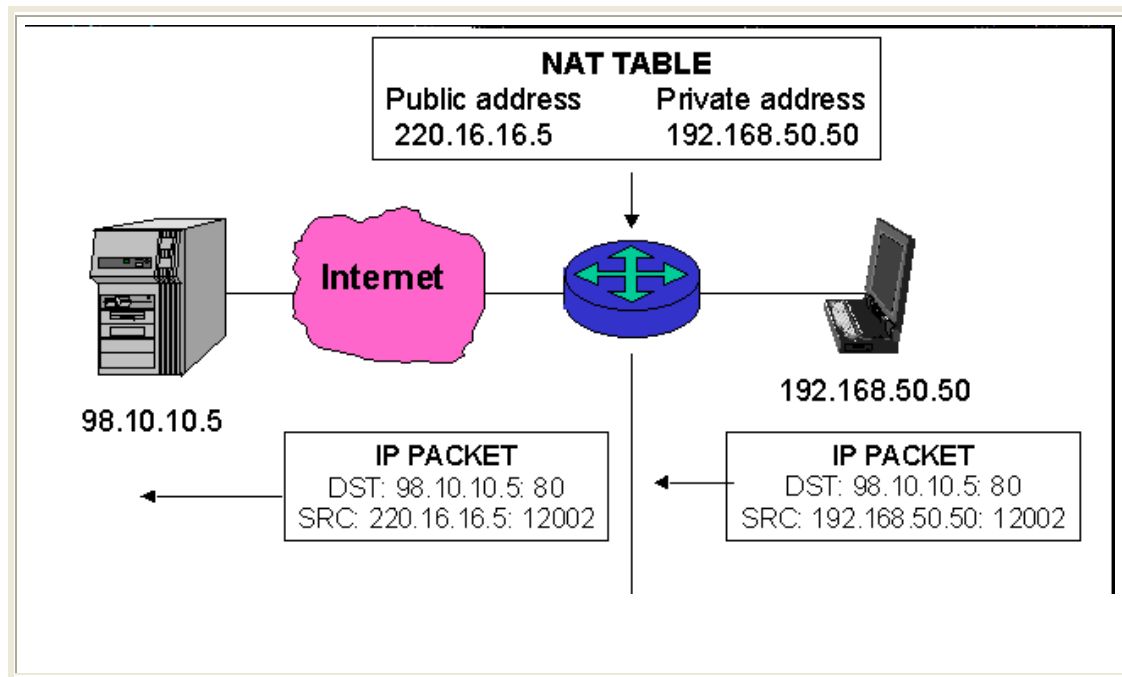 NAT TABLE
Public address Private address
220.16.16.5 192.168.50.50
Internet
192.168.50.50
98.10.10.5
IP PACKET
DST: 98.10.10.5: 80
SRC: 220.16.16.5: 12002
IP PACKET
DST: 98.10.10.5: 80
SRC: 192.168.50.50: 12002